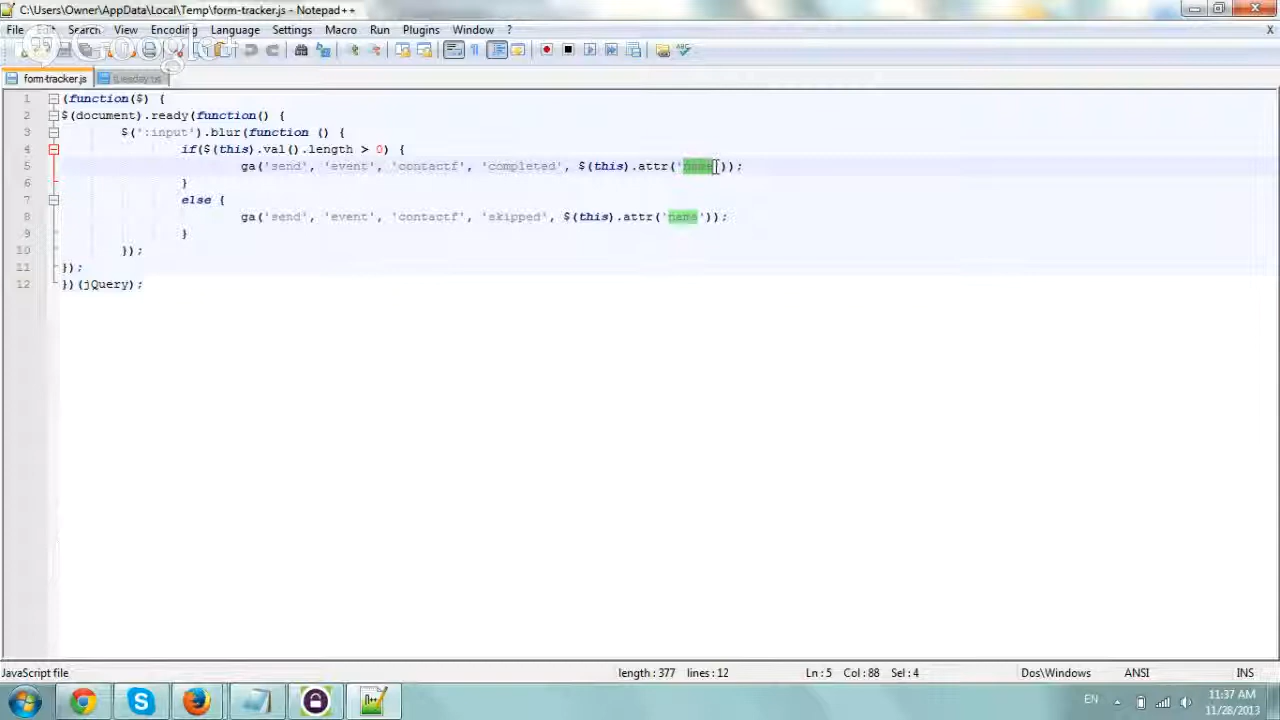 C:\Users\Owner\AppData\Local\Temp\form-tracker.js - Notepad++
File Edit Search View Encoding Language Settings Macro Run Plugins Window ? X
Google
form-tracker.js
1 (function($) {
2 $(document).ready(function() {
3 $(':input').blur(function () {
4 if($(this).val().length > 0) {
5 ga('send', 'event', 'contactf', 'completed', $(this).attr('name'));
6 }
7 else {
8 ga('send', 'event', 'contactf', 'skipped', $(this).attr('name'));
9 }
10 });
11 });
12 })(jQuery);
JavaScript file length : 377 lines : 12 Ln : 5 Col : 88 Sel : 4 Dos\Windows ANSI INS
EN 11:37 AM
11/28/2013